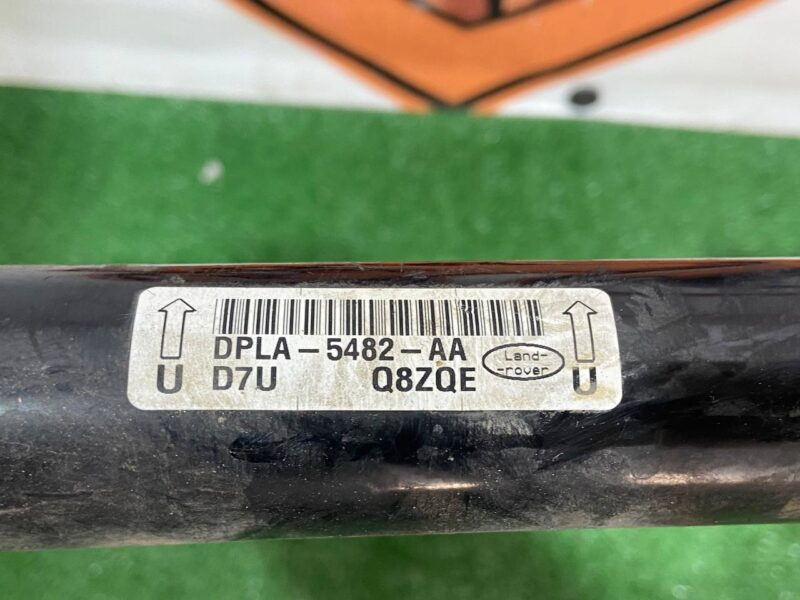 DPLA-5482-AA
D7U Q8ZQE
Land-
-rover
U U